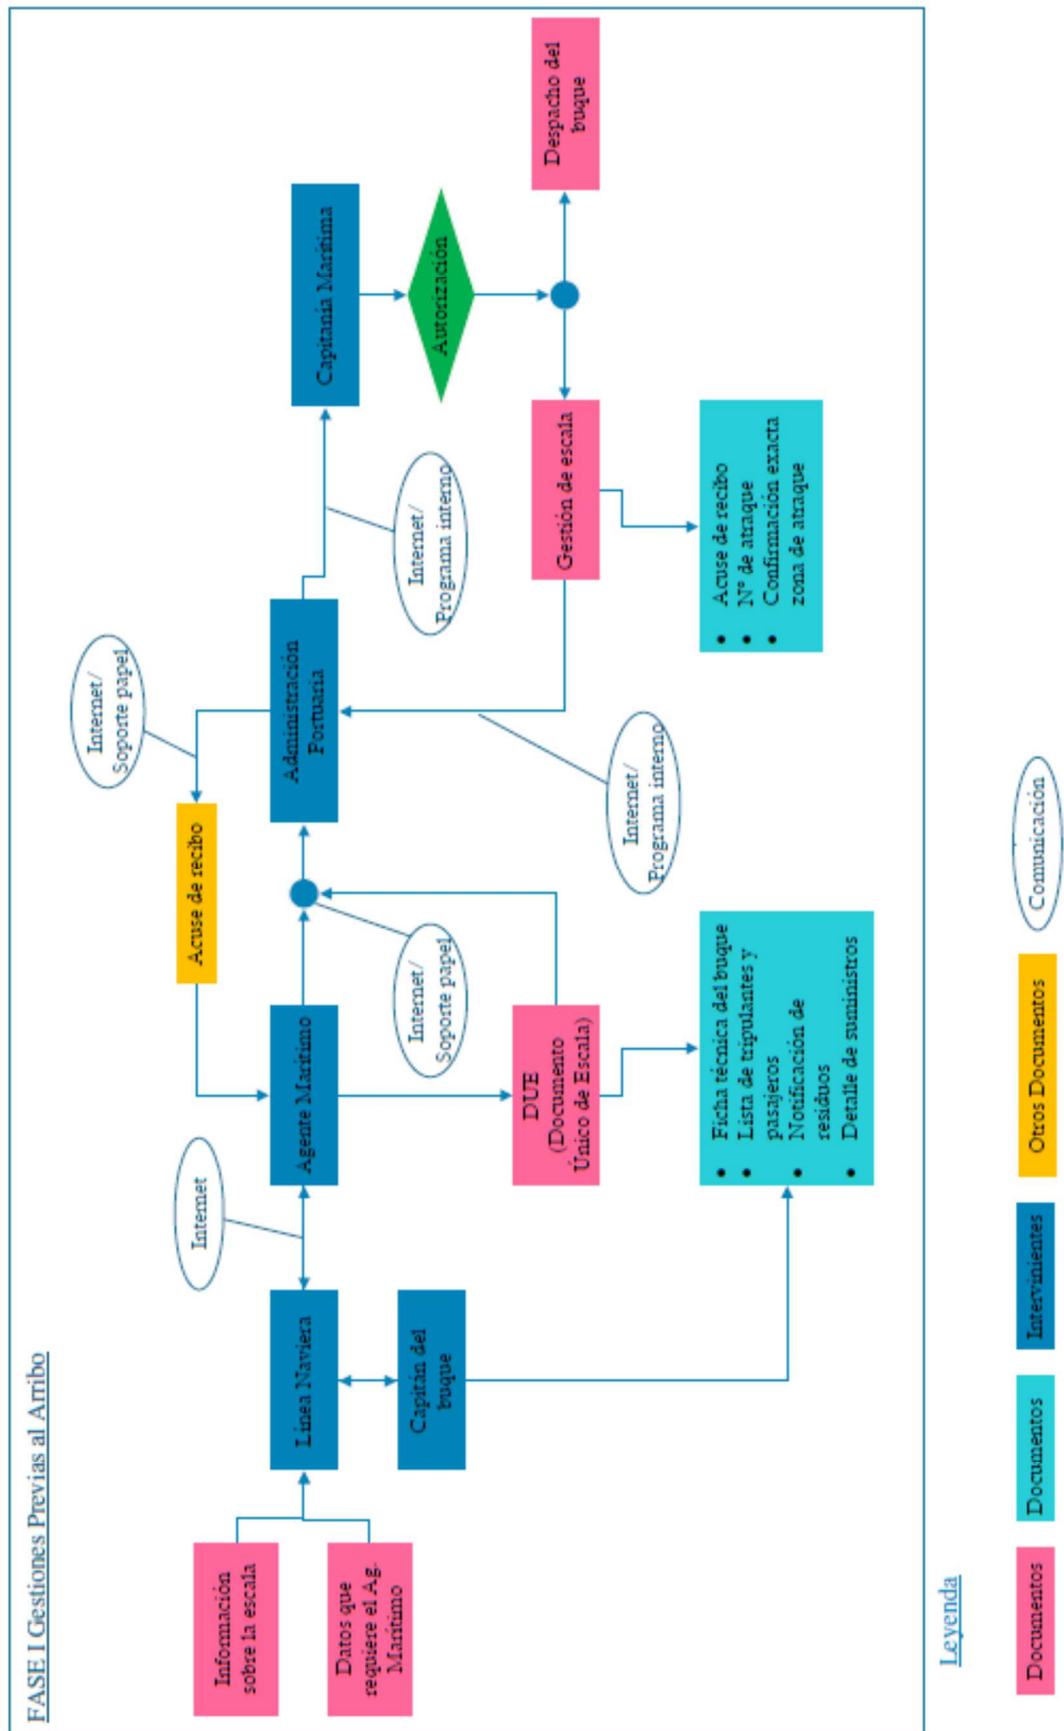 FASE I Gestiones Previas al Arribo
Información
sobre la escala
Datos que
requiere el Ag.
Marítimo
Línea Naviera
Capitán del
buque
Internet
Agente Marítimo
DUE
(Documento
Único de Escala)
• Ficha técnica del buque
• Lista de tripulantes y
pasajeros
• Notificación de
residuos
• Detalle de suministros
Acuse de recibo
Internet/
Soporte papel
Internet/
Soporte papel
Administración
Portuaria
Internet/
Programa interno
Internet/
Programa interno
Capitanía Marítima
Autorización
Gestión de escala
Despacho del
buque
• Acuse de recibo
• Nº de atraque
• Confirmación exacta
zona de atraque
Leyenda
Documentos
Documentos
Intervinientes
Otros Documentos
Comunicación